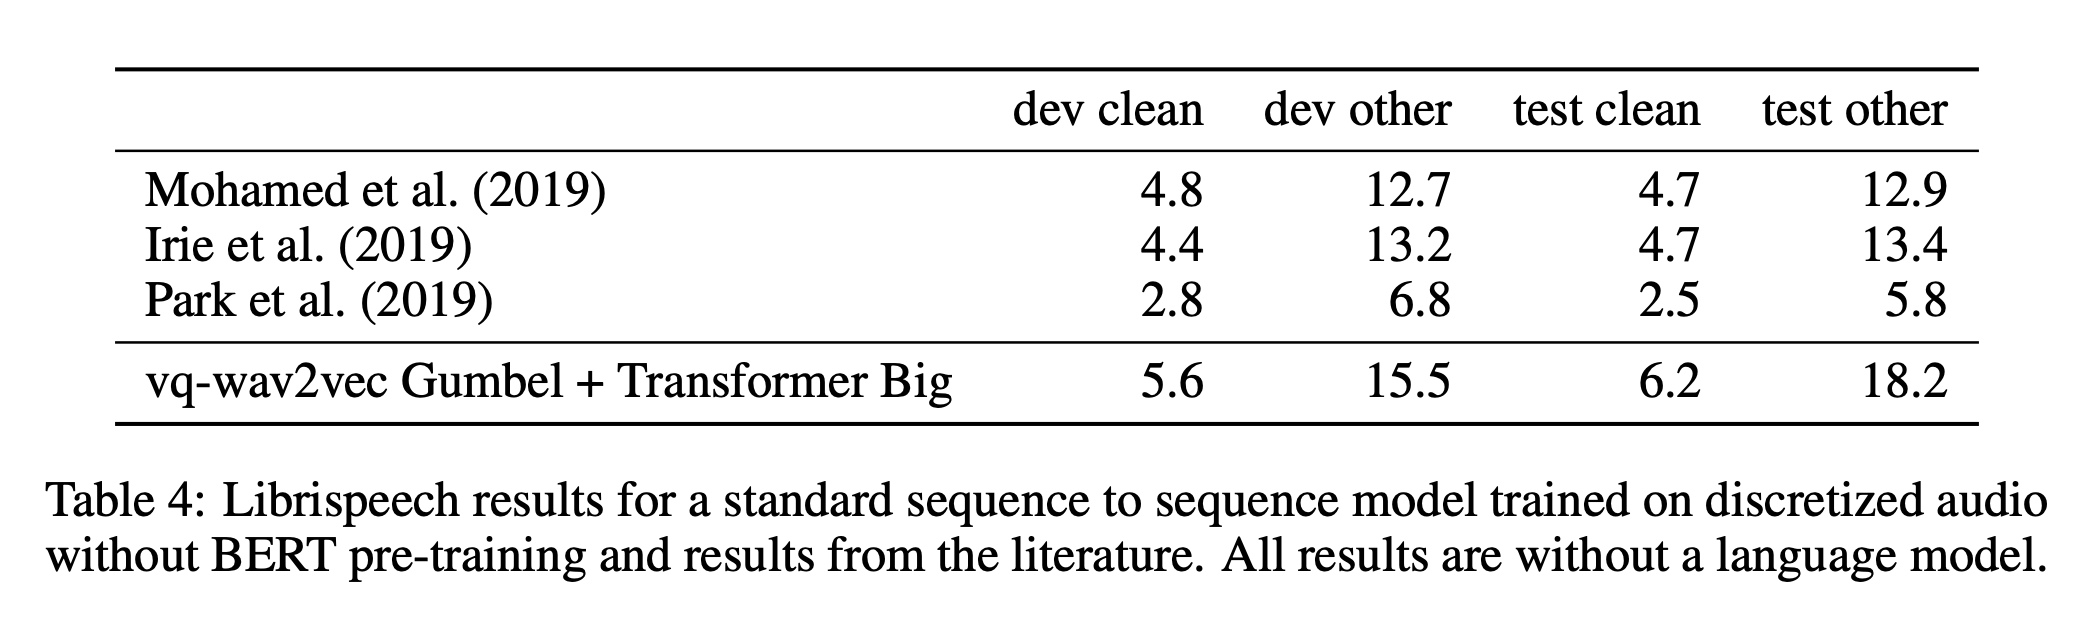 dev clean dev other test clean test other
Mohamed et al. (2019) 4.8 12.7 4.7 12.9
Irie et al. (2019) 4.4 13.2 4.7 13.4
Park et al. (2019) 2.8 6.8 2.5 5.8
vq-wav2vec Gumbel + Transformer Big 5.6 15.5 6.2 18.2
Table 4: Librispeech results for a standard sequence to sequence model trained on discretized audio
without BERT pre-training and results from the literature. All results are without a language model.